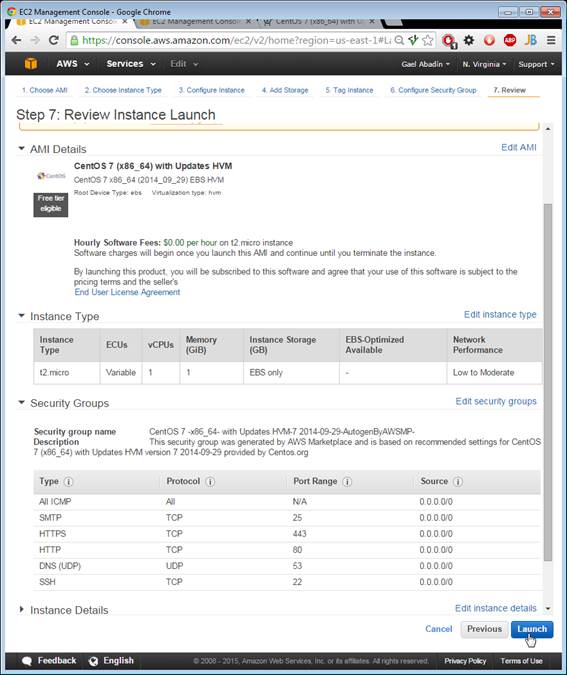 EC2 Management Console - Google Chrome
EC2 Management Con
EC2 Management Con
CentOS 7 (x86_64) with U
https://console.aws.amazon.com/ec2/v2/home?region=us-east-1#La
AWS Services Edit Gael Abadín N. Virginia Support
1. Choose AMI 2. Choose Instance Type 3. Configure Instance 4. Add Storage 5. Tag Instance 6. Configure Security Group 7. Review
Step 7: Review Instance Launch
AMI Details Edit AMI
CentOS 7 (x86_64) with Updates HVM
CentOS
CentOS 7 x86_64 (2014_09_29) EBS HVM
Root Device Type: ebs Virtualization type: hvm
Free tier
eligible
Hourly Software Fees: $0.00 per hour on t2.micro instance
Software charges will begin once you launch this AMI and continue until you terminate the instance.
By launching this product, you will be subscribed to this software and agree that your use of this software is subject to the
pricing terms and the seller's
End User License Agreement
Instance Type Edit instance type
Instance Type ECUs vCPUs Memory (GiB) Instance Storage (GB) EBS-Optimized Available Network Performance
t2.micro Variable 1 1 EBS only - Low to Moderate
Security Groups Edit security groups
Security group name CentOS 7 -x86_64- with Updates HVM-7 2014-09-29-AutogenByAWSMP-
Description This security group was generated by AWS Marketplace and is based on recommended settings for CentOS
7 (x86_64) with Updates HVM version 7 2014-09-29 provided by Centos.org
Type Protocol Port Range Source
All ICMP All N/A 0.0.0.0/0
SMTP TCP 25 0.0.0.0/0
HTTPS TCP 443 0.0.0.0/0
HTTP TCP 80 0.0.0.0/0
DNS (UDP) UDP 53 0.0.0.0/0
SSH TCP 22 0.0.0.0/0
Instance Details Edit instance details
Cancel Previous Launch
Feedback English © 2008 - 2015, Amazon Web Services, Inc. or its affiliates. All rights reserved. Privacy Policy Terms of Use